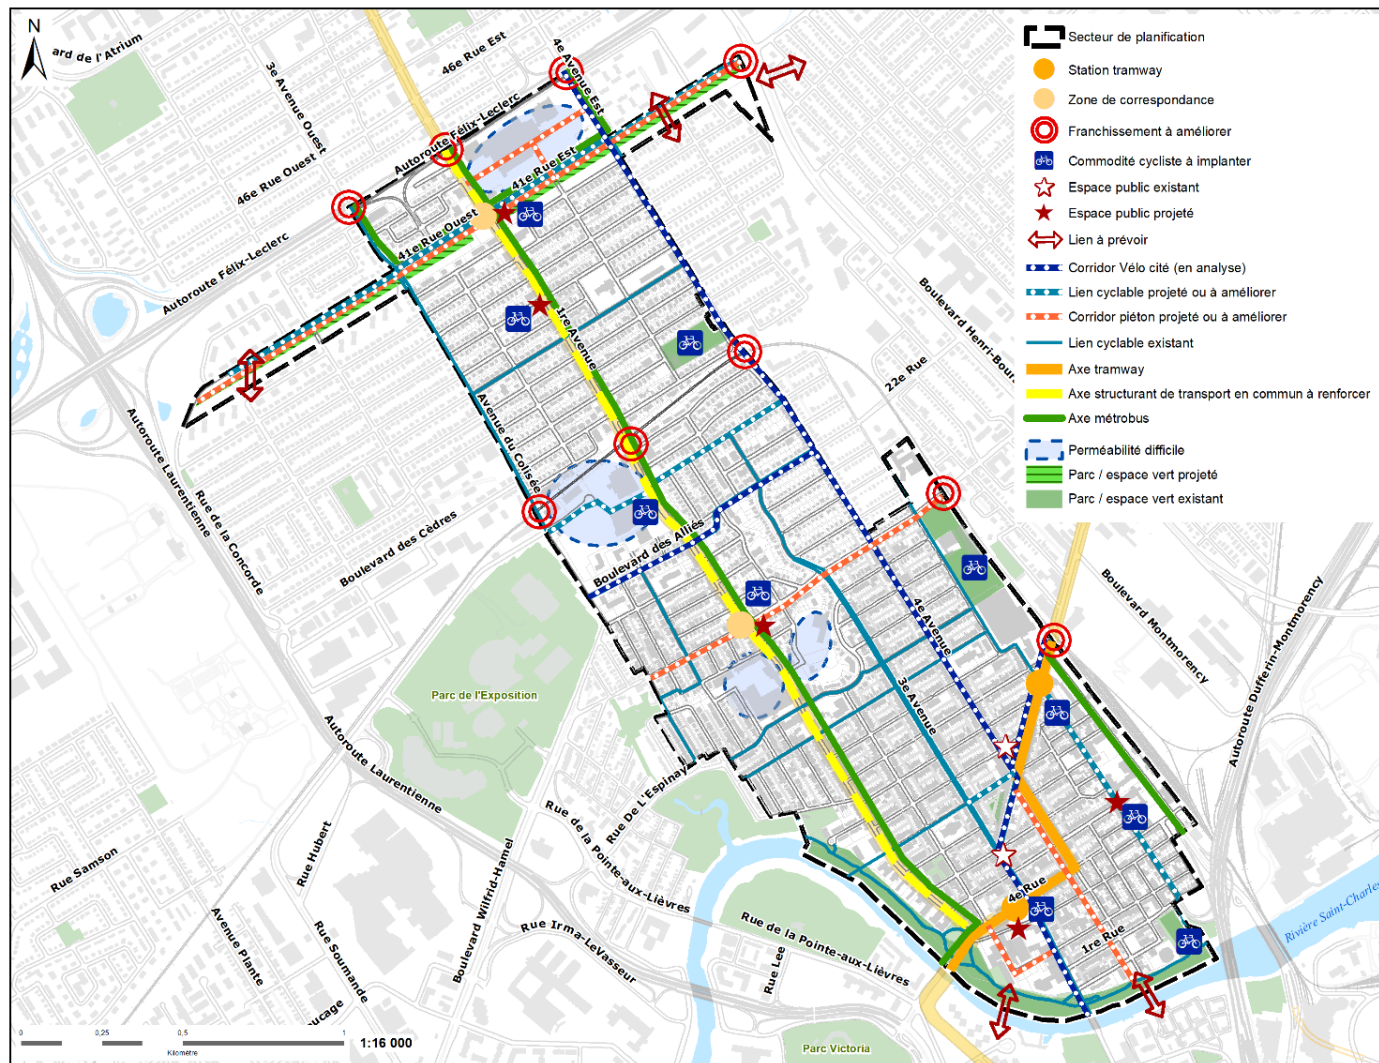 N
ard de l'Atrium
3e Avenue Ouest
46e Rue Est
4e Avenue Est
Autoroute Félix-Leclerc
46e Rue Ouest
41e Rue Est
41e Rue Ouest
Autoroute Félix-Leclerc
1re Avenue
Boulevard Henri-Bour
22e Rue
Avenue du Colisée
Autoroute Laurentienne
Rue de la Concorde
Boulevard des Cèdres
Boulevard des Alliés
4e Avenue
3e Avenue
Boulevard Montmorency
Autoroute Dufferin-Montmorency
Parc de l'Exposition
Autoroute Laurentienne
Rue De L'Espinay
Rue de la Pointe-aux-Lièvres
Boulevard Wilfrid-Hamel
Rue Hubert
Rue Samson
Avenue Plante
Rue Soumande
ucage
Rue Irma-LeVasseur
Rue de la Pointe-aux-Lièvres
Rue Lee
Parc Victoria
4e Rue
1re Rue
Rivière Saint-Charles
Secteur de planification
Station tramway
Zone de correspondance
Franchissement à améliorer
Commodité cycliste à implanter
Espace public existant
Espace public projeté
Lien à prévoir
Corridor Vélo cité (en analyse)
Lien cyclable projeté ou à améliorer
Corridor piéton projeté ou à améliorer
Lien cyclable existant
Axe tramway
Axe structurant de transport en commun à renforcer
Axe métrobus
Perméabilité difficile
Parc / espace vert projeté
Parc / espace vert existant
0 0,25 0,5 1
Kilomètre
1:16 000